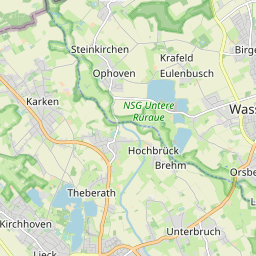 Steinkirchen
Krafeld
Birge
Ophoven
Eulenbusch
Karken
NSG Untere
Ruraue
Wass
Hochbrück
Brehm
Orsbe
Theberath
Kirchhoven
Unterbruch
Lieck